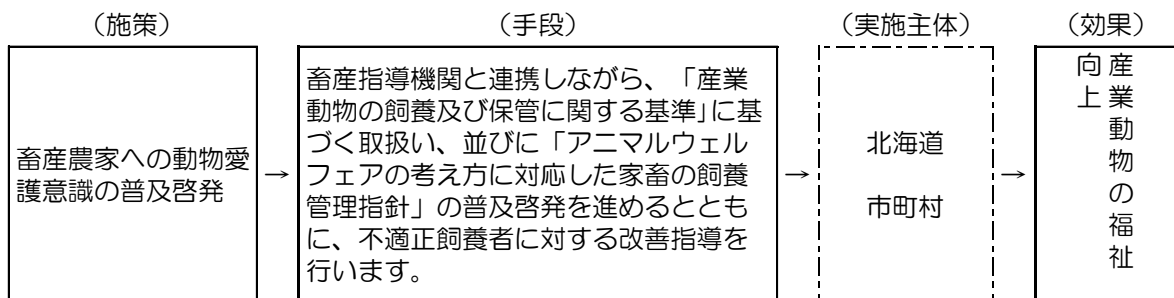 （施策）
（手段）
（実施主体）
（効果）
畜産農家への動物愛
護意識の普及啓発
→
畜産指導機関と連携しながら、「産業
動物の飼養及び保管に関する基準」に基
づく取扱い、並びに「アニマルウェル
フェアの考え方に対応した家畜の飼養
管理指針」の普及啓発を進めるととも
に、不適正飼養者に対する改善指導を
行います。
→
北海道
市町村
→
産業動物の福祉
向上